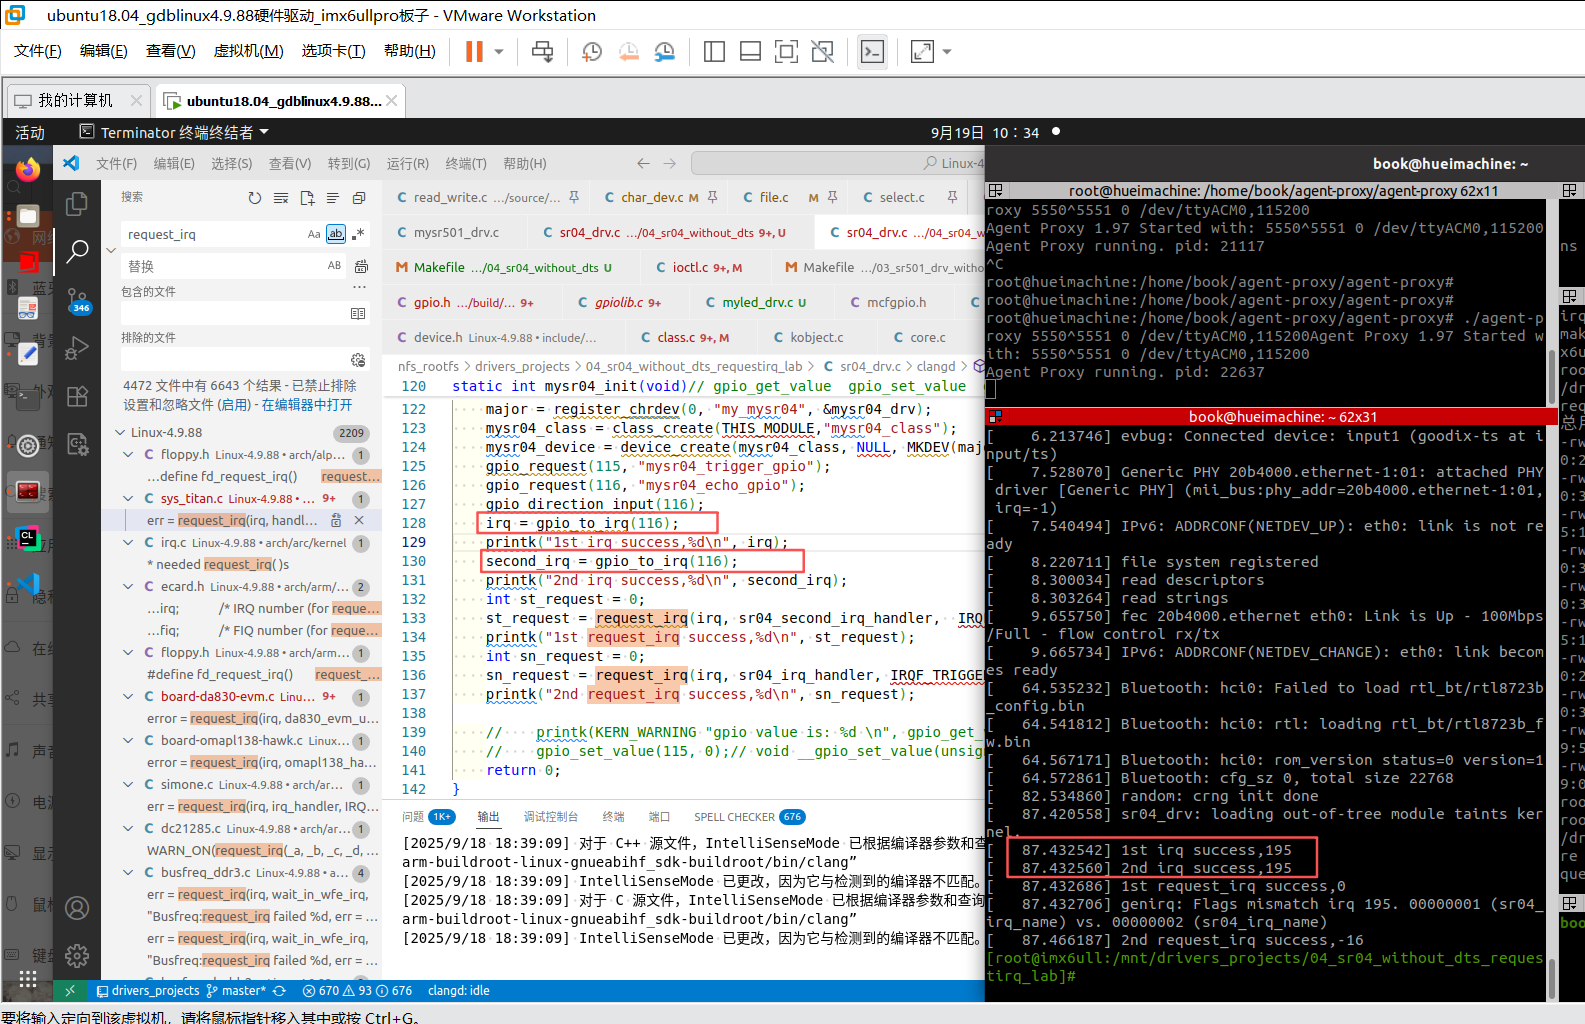 ubuntu18.04_gdblinux4.9.88硬件驱动_imx6ullpro板子 - VMware Workstation
文件(F) 编辑(E) 查看(V) 虚拟机(M) 选项卡(T) 帮助(H)
我的计算机
ubuntu18.04_gdblinux4.9.88...
活动 Terminator 终端终结者 9月19日 10：34
文件(F) 编辑(E) 选择(S) 查看(V) 转到(G) 运行(R) 终端(T) 帮助(H) Linux-4
搜索
request_irq
Aa ab
替换
AB
包含的文件
排除的文件
4472 文件中有 6643 个结果 - 已禁止排除
设置和忽略文件 (启用) - 在编辑器中打开
Linux-4.9.88 2209
floppy.h Linux-4.9.88 • arch/alp... 1
...define fd_request_irq() request...
sys_titan.c Linux-4.9.88 • ... 9+ 1
err = request_irq(irq, handl...
irq.c Linux-4.9.88 • arch/arc/kernel 1
* needed request_irq()s
ecard.h Linux-4.9.88 • arch/arm/... 2
...irq; /* IRQ number (for reque...
...fiq; /* FIQ number (for reque...
floppy.h Linux-4.9.88 • arch/arm... 1
#define fd_request_irq() request_...
board-da830-evm.c Linu... 9+ 1
error = request_irq(irq, da830_evm_u...
board-omapl138-hawk.c Linux... 1
error = request_irq(irq, omapl138_ha...
simone.c Linux-4.9.88 • arch/ar... 1
err = request_irq(irq, irq_handler, IRQ...
dc21285.c Linux-4.9.88 • arch/ar... 1
WARN_ON(request_irq(_a, _b, _c, _d, ...
busfreq_ddr3.c Linux-4.9.88 • a... 4
err = request_irq(irq, wait_in_wfe_irq,
"Busfreq:request_irq failed %d, err = ...
err = request_irq(irq, wait_in_wfe_irq,
"Busfreq:request_irq failed %d, err = ...
346
read_write.c .../source/... char_dev.c M file.c M select.c
mysr501_drv.c sr04_drv.c .../04_sr04_without_dts 9+, U sr04_drv.c .../04_sr04_w
Makefile .../04_sr04_without_dts U ioctl.c 9+, M Makefile .../03_sr501_drv_witho
gpio.h .../build/... 9+ gpiolib.c 9+ myled_drv.c U mcfgpio.h
device.h Linux-4.9.88 • include/... class.c 9+, M kobject.c core.c
nfs_rootfs > drivers_projects > 04_sr04_without_dts_requestirq_lab > sr04_drv.c > clangd >
120 static int mysr04_init(void)// gpio_get_value gpio_set_value (
122 major = register_chrdev(0, "my_mysr04", &mysr04_drv);
123 mysr04_class = class_create(THIS_MODULE,"mysr04_class");
124 mysr04_device = device_create(mysr04_class, NULL, MKDEV(maj
125 gpio_request(115, "mysr04_trigger_gpio");
126 gpio_request(116, "mysr04_echo_gpio");
127 gpio_direction_input(116);
128 irq = gpio_to_irq(116);
129 printk("1st irq success,%d\n", irq);
130 second_irq = gpio_to_irq(116);
131 printk("2nd irq success,%d\n", second_irq);
132 int st_request = 0;
133 st_request = request_irq(irq, sr04_second_irq_handler, IRQ
134 printk("1st request_irq success,%d\n", st_request);
135 int sn_request = 0;
136 sn_request = request_irq(irq, sr04_irq_handler, IRQF_TRIGGE
137 printk("2nd request_irq success,%d\n", sn_request);
138
139 // printk(KERN_WARNING "gpio value is: %d \n", gpio_get_
140 // gpio_set_value(115, 0);// void __gpio_set_value(unsig
141 return 0;
142 }
问题 1K+ 输出 调试控制台 终端 端口 SPELL CHECKER 676
[2025/9/18 18:39:09] 对于 C++ 源文件，IntelliSenseMode 已根据编译器参数和查
arm-buildroot-linux-gnueabihf_sdk-buildroot/bin/clang”
[2025/9/18 18:39:09] IntelliSenseMode 已更改，因为它与检测到的编译器不匹配。
[2025/9/18 18:39:09] 对于 C 源文件，IntelliSenseMode 已根据编译器参数和查询
arm-buildroot-linux-gnueabihf_sdk-buildroot/bin/clang”
[2025/9/18 18:39:09] IntelliSenseMode 已更改，因为它与检测到的编译器不匹配。
drivers_projects master* 670 93 676 clangd: idle
book@hueimachine: ~
root@hueimachine: /home/book/agent-proxy/agent-proxy 62x11
roxy 5550^5551 0 /dev/ttyACM0,115200
Agent Proxy 1.97 Started with: 5550^5551 0 /dev/ttyACM0,115200
Agent Proxy running. pid: 21117
^C
root@hueimachine:/home/book/agent-proxy/agent-proxy#
root@hueimachine:/home/book/agent-proxy/agent-proxy#
root@hueimachine:/home/book/agent-proxy/agent-proxy# ./agent-p
roxy 5550^5551 0 /dev/ttyACM0,115200Agent Proxy 1.97 Started w
ith: 5550^5551 0 /dev/ttyACM0,115200
Agent Proxy running. pid: 22637
book@hueimachine: ~ 62x31
[ 6.213746] evbug: Connected device: input1 (goodix-ts at i
nput/ts)
[ 7.528070] Generic PHY 20b4000.ethernet-1:01: attached PHY
driver [Generic PHY] (mii_bus:phy_addr=20b4000.ethernet-1:01,
irq=-1)
[ 7.540494] IPv6: ADDRCONF(NETDEV_UP): eth0: link is not re
ady
[ 8.220711] file system registered
[ 8.300034] read descriptors
[ 8.303264] read strings
[ 9.655750] fec 20b4000.ethernet eth0: Link is Up - 100Mbps
/Full - flow control rx/tx
[ 9.665734] IPv6: ADDRCONF(NETDEV_CHANGE): eth0: link becom
es ready
[ 64.535232] Bluetooth: hci0: Failed to load rtl_bt/rtl8723b
_config.bin
[ 64.541812] Bluetooth: hci0: rtl: loading rtl_bt/rtl8723b_f
w.bin
[ 64.567171] Bluetooth: hci0: rom_version status=0 version=1
[ 64.572861] Bluetooth: cfg_sz 0, total size 22768
[ 82.534860] random: crng init done
[ 87.420558] sr04_drv: loading out-of-tree module taints ker
nel.
[ 87.432542] 1st irq success,195
[ 87.432560] 2nd irq success,195
[ 87.432686] 1st request_irq success,0
[ 87.432706] genirq: Flags mismatch irq 195. 00000001 (sr04_
irq_name) vs. 00000002 (sr04_irq_name)
[ 87.466187] 2nd request_irq success,-16
[root@imx6ull:/mnt/drivers_projects/04_sr04_without_dts_reques
tirq_lab]#
要将输入定向到该虚拟机，请将鼠标指针移入其中或按 Ctrl+G。